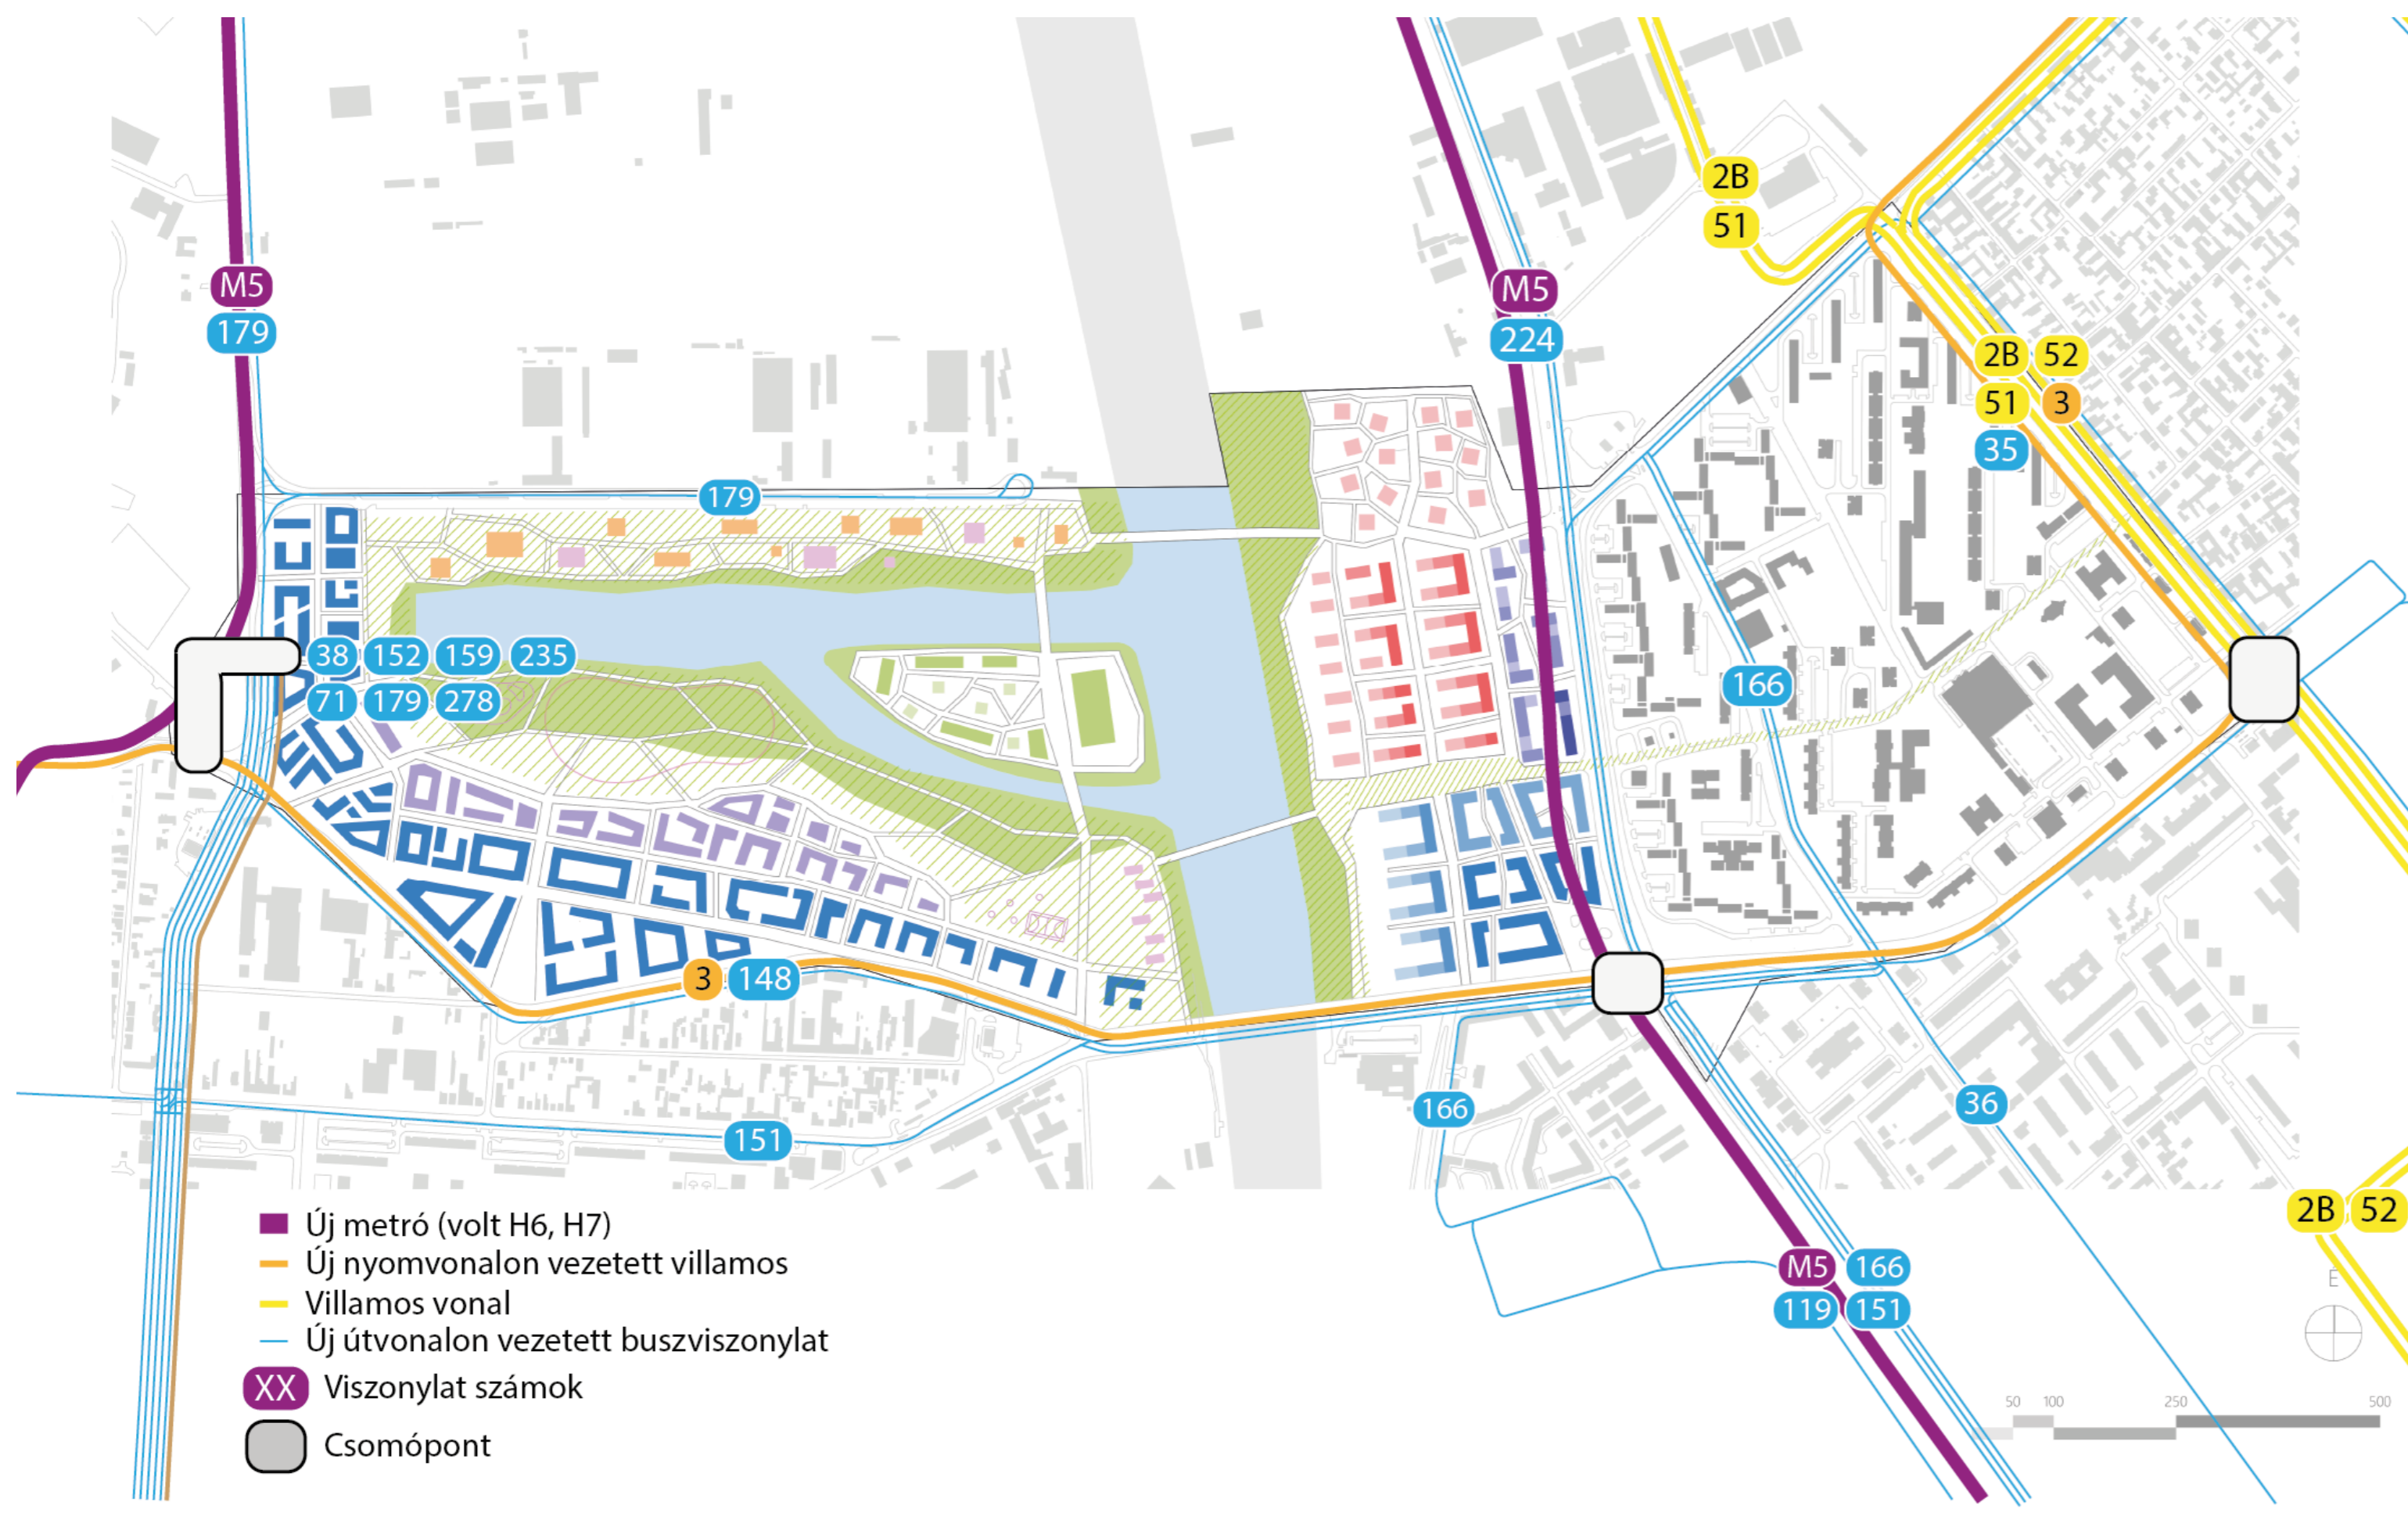 2B
51
M5
179
M5
224
2B 52
51 3
35
179
38 152 159 235
71 179 278
166
3 148
166
36
151
2B 52
M5 166
119 151
É
50 100 250 500
Új metró (volt H6, H7)
Új nyomvonalon vezetett villamos
Villamos vonal
Új útvonalon vezetett buszviszonylat
XX Viszonylat számok
Csomópont